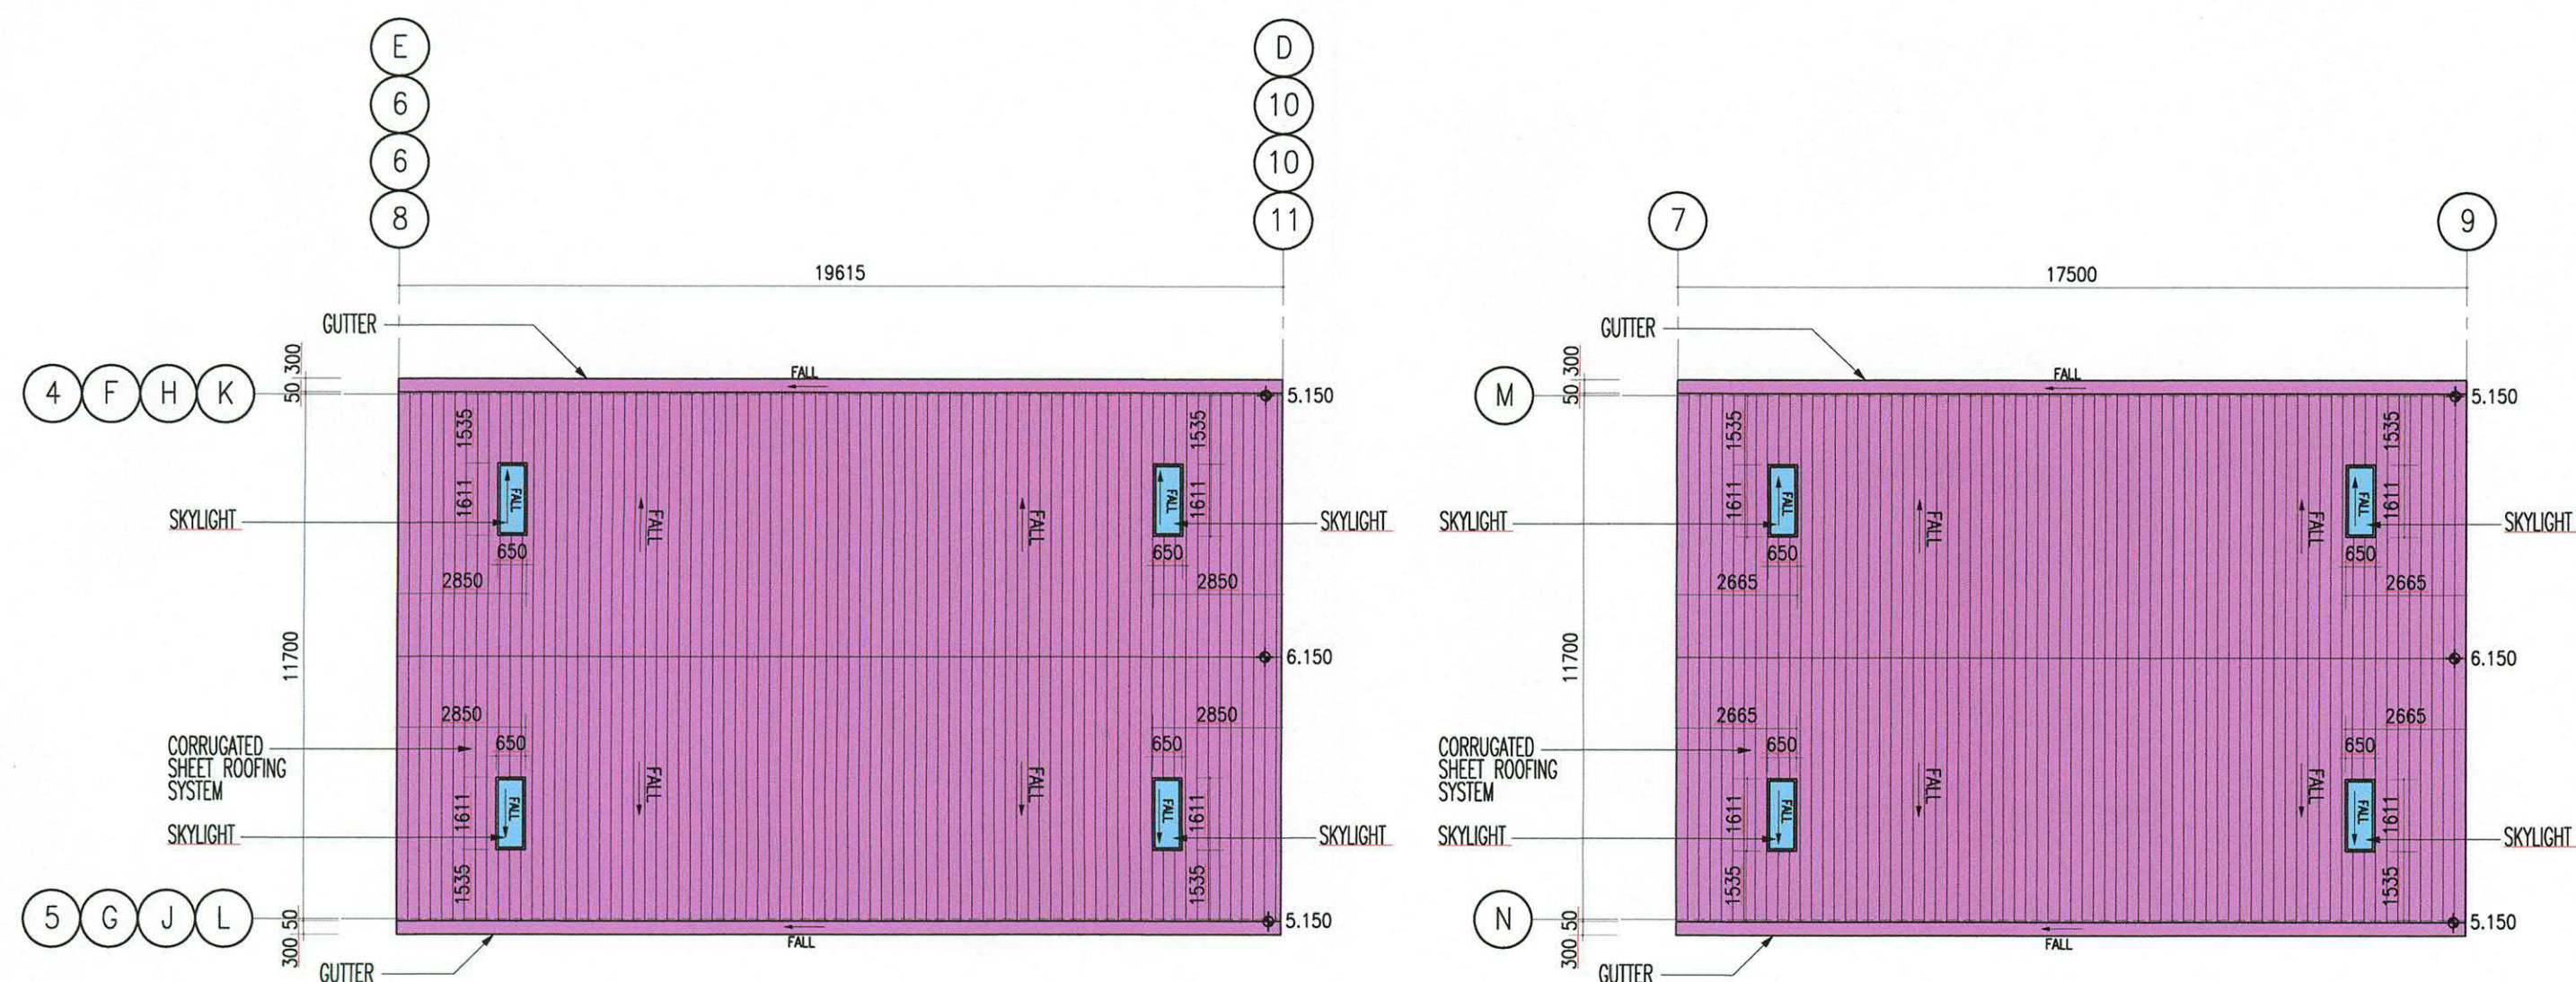 E D
6 10
6 10
8 11 7 9
19615 17500
GUTTER GUTTER
300 FALL 300 FALL
4 F H K 50 5.150 M 50 5.150
1535 1535 1535 1535
SKYLIGHT 1611 FALL FALL FALL FALL 1611 SKYLIGHT SKYLIGHT 1611 FALL FALL FALL FALL 1611 SKYLIGHT
650 650 650 650
2850 2850 2665 2665
11700 6.150 11700 6.150
2850 2850 2665 2665
650 650 650 650
CORRUGATED CORRUGATED
SHEET ROOFING SHEET ROOFING
SYSTEM SYSTEM
FALL FALL FALL FALL
1611 FALL FALL 1611 1611 FALL FALL 1611
SKYLIGHT SKYLIGHT SKYLIGHT SKYLIGHT
1535 1535 1535 1535
5 G J L 50 5.150 N 50 5.150
300 FALL 300 FALL
GUTTER GUTTER